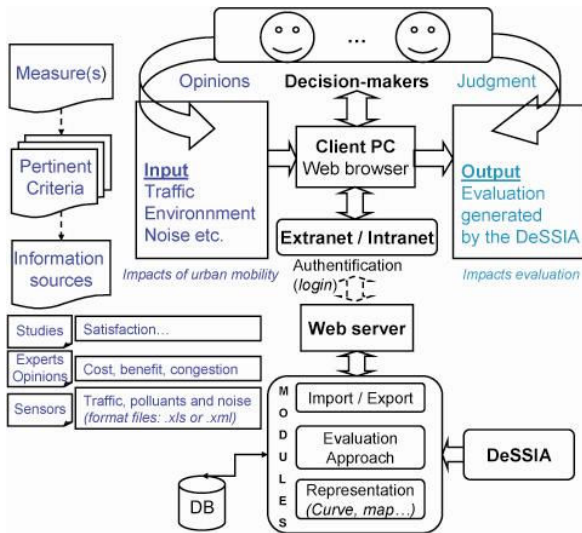 ...
Measure(s)
Opinions
Decision-makers
Judgment
Pertinent
Criteria
Information
sources
Input
Traffic
Environnment
Noise etc.
Impacts of urban mobility
Client PC
Web browser
Output
Evaluation
generated
by the DeSSIA
Impacts evaluation
Extranet / Intranet
Authentification
(login)
Web server
Studies
Satisfaction…
Experts
Opinions
Cost, benefit, congestion
Sensors
Traffic, polluants and noise
(format files: .xls or .xml)
MODULES
Import / Export
Evaluation
Approach
Representation
(Curve, map…)
DeSSIA
DB